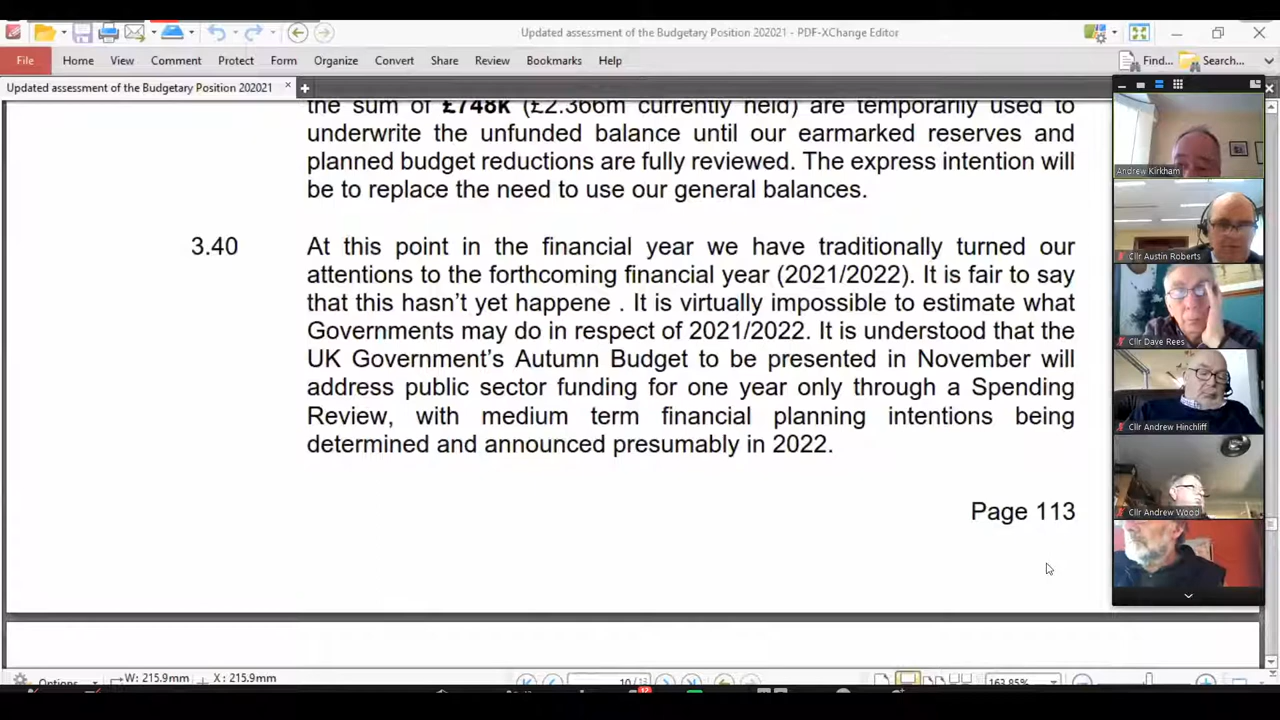 Updated assessment of the Budgetary Position 202021 - PDF-XChange Editor
File Home View Comment Protect Form Organize Convert Share Review Bookmarks Help Find... Search...
Updated assessment of the Budgetary Position 202021
the sum of £748K (£2.366m currently held) are temporarily used to
underwrite the unfunded balance until our earmarked reserves and
planned budget reductions are fully reviewed. The express intention will
be to replace the need to use our general balances.
3.40 At this point in the financial year we have traditionally turned our
attentions to the forthcoming financial year (2021/2022). It is fair to say
that this hasn't yet happene . It is virtually impossible to estimate what
Governments may do in respect of 2021/2022. It is understood that the
UK Government's Autumn Budget to be presented in November will
address public sector funding for one year only through a Spending
Review, with medium term financial planning intentions being
determined and announced presumably in 2022.
Page 113
Andrew Kirkham
Cllr Austin Roberts
Cllr Dave Rees
Cllr Andrew Hinchliff
Cllr Andrew Wood
Options W: 215.9mm X: 215.9mm 163.85%